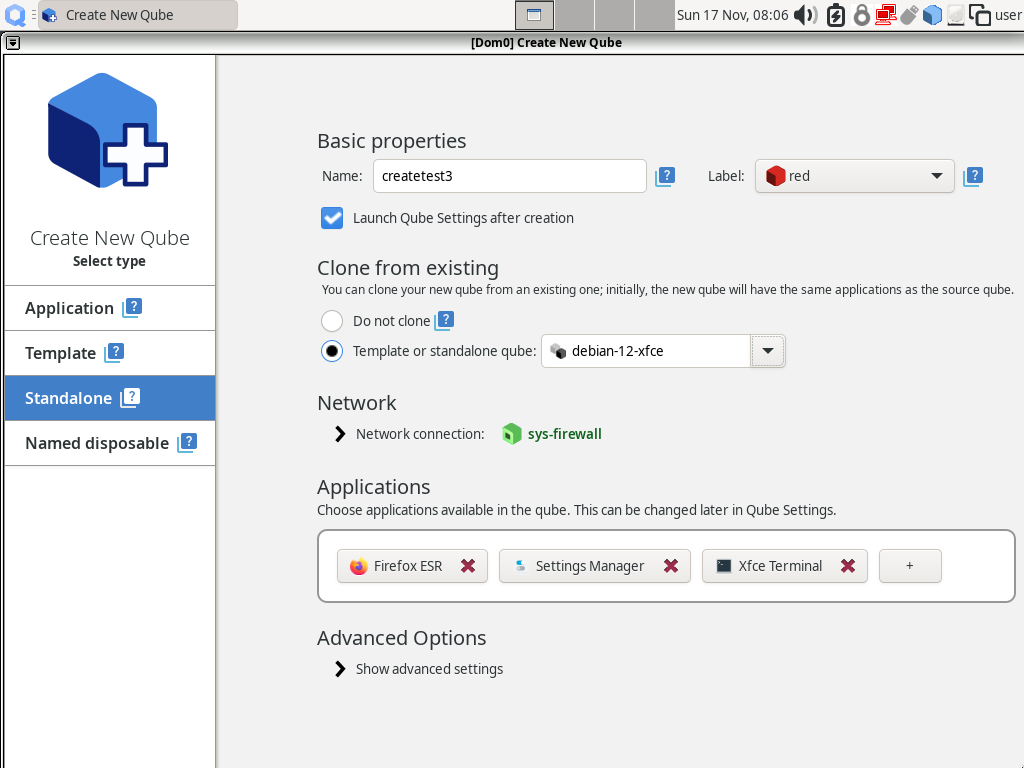 Create New Qube
Sun 17 Nov, 08:06
user
[Dom0] Create New Qube
Create New Qube
Select type
Application ?
Template ?
Standalone ?
Named disposable ?
Basic properties
Name: createtest3 ? Label: red ?
Launch Qube Settings after creation
Clone from existing
You can clone your new qube from an existing one; initially, the new qube will have the same applications as the source qube.
Do not clone ?
Template or standalone qube: debian-12-xfce
Network
Network connection: sys-firewall
Applications
Choose applications available in the qube. This can be changed later in Qube Settings.
Firefox ESR Settings Manager Xfce Terminal +
Advanced Options
Show advanced settings